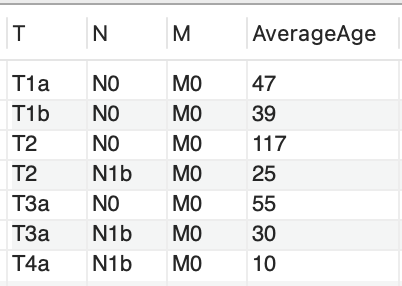 T N M AverageAge
T1a N0 M0 47
T1b N0 M0 39
T2 N0 M0 117
T2 N1b M0 25
T3a N0 M0 55
T3a N1b M0 30
T4a N1b M0 10